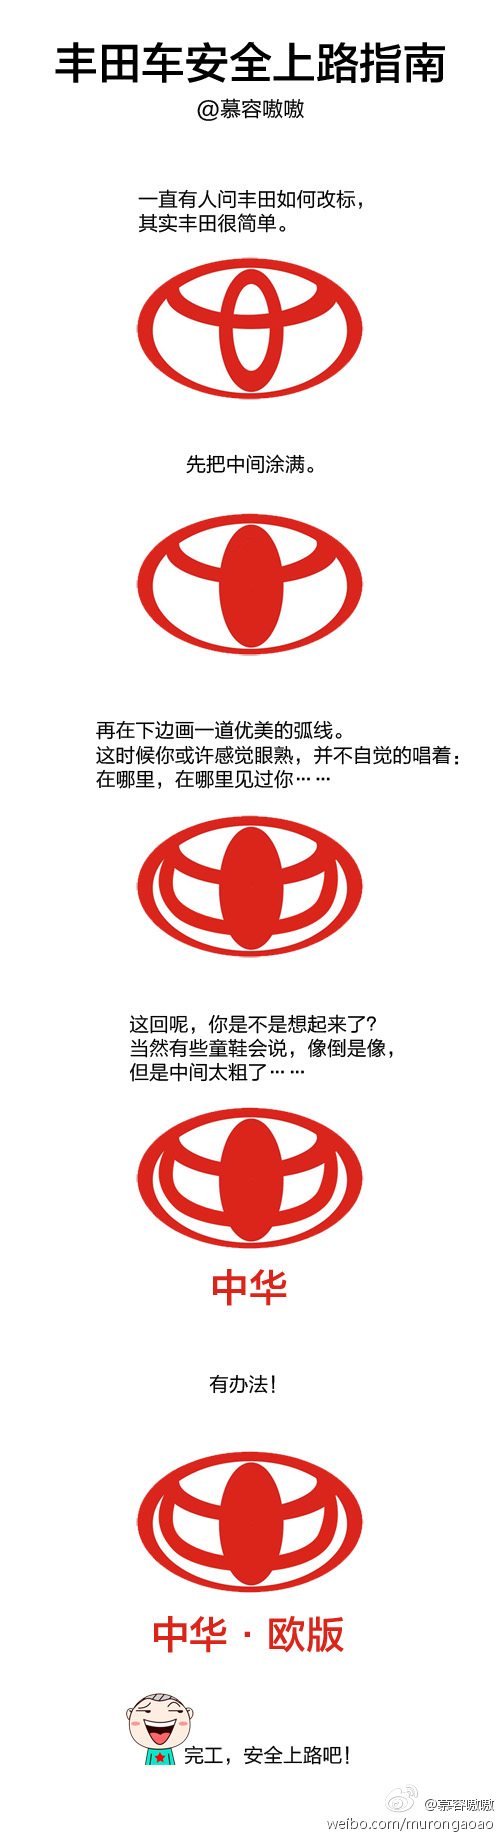 丰田车安全上路指南
@慕容嗷嗷
一直有人问丰田如何改标，
其实丰田很简单。
先把中间涂满。
再在下边画一道优美的弧线。
这时候你或许感觉眼熟，并不自觉的唱着：
在哪里，在哪里见过你……
这回呢，你是不是想起来了？
当然有些童鞋会说，像倒是像，
但是中间太粗了……
中华
有办法！
中华·欧版
完工，安全上路吧！
@慕容嗷嗷
weibo.com/murongaoao